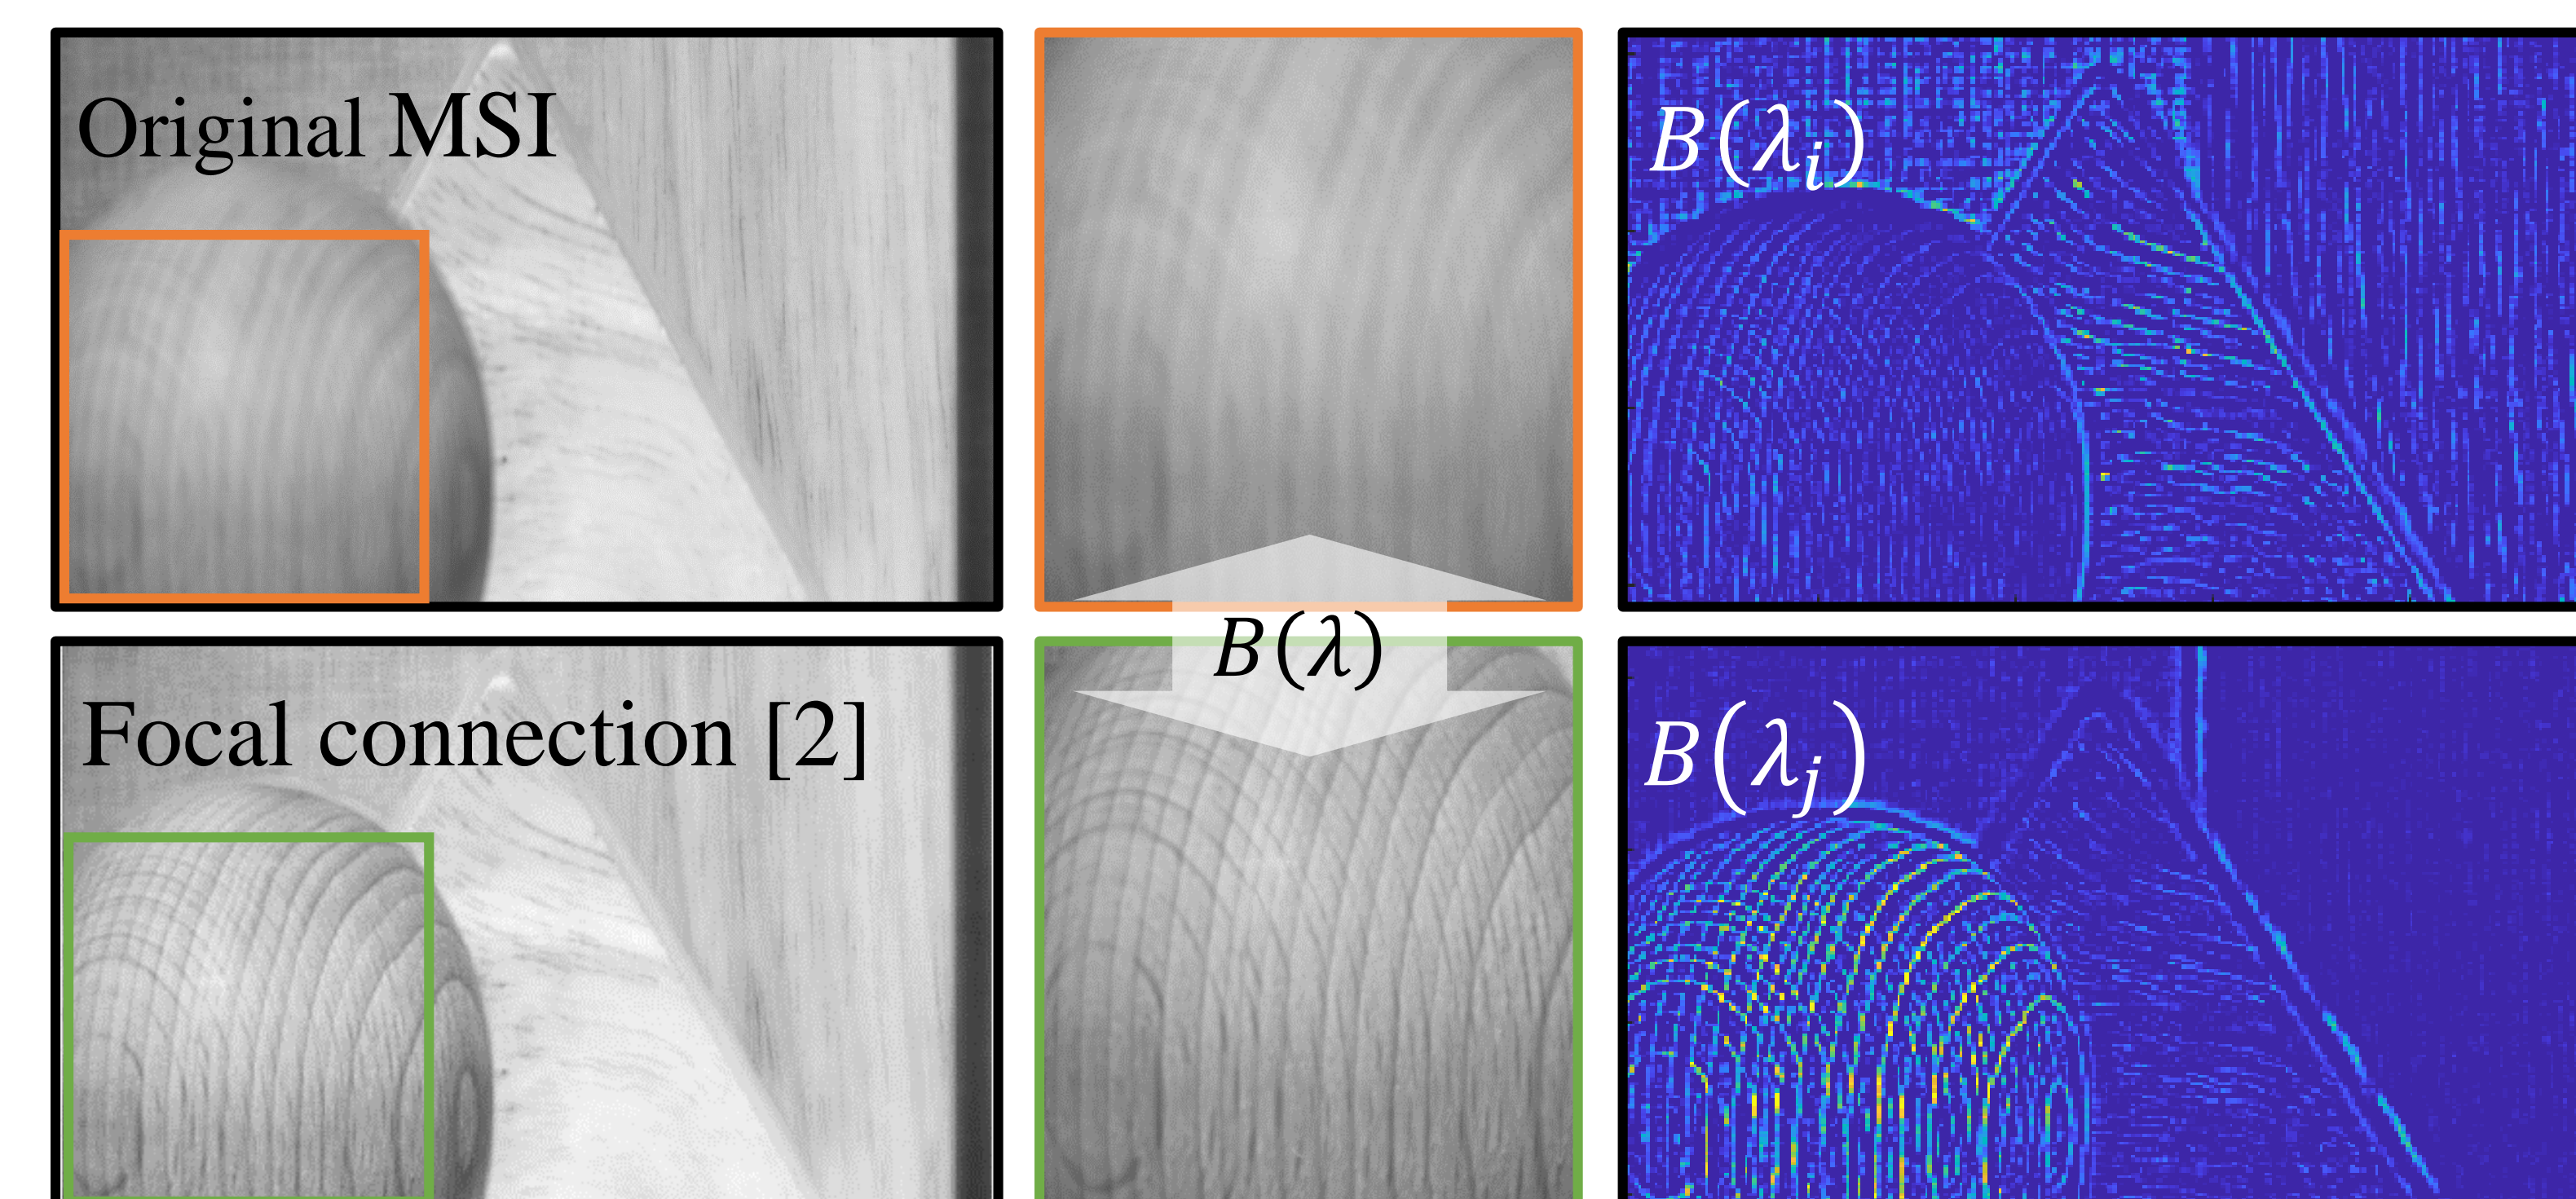 Original MSI
B(λᵢ)
B(λ)
Focal connection [2]
B(λⱼ)